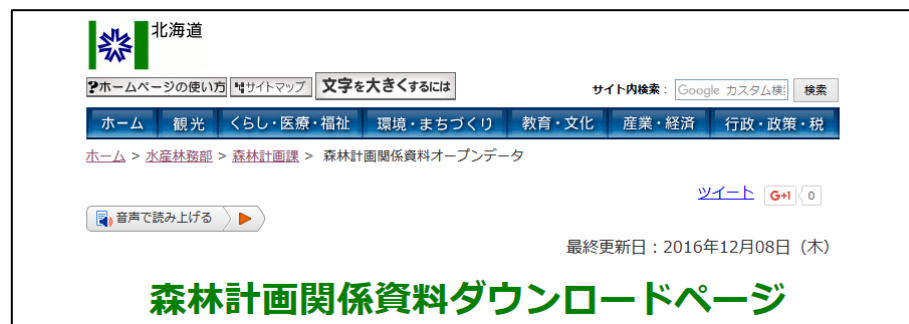 北海道
?ホームページの使い方 サイトマップ 文字を大きくするには サイト内検索： Google カスタム検 検索
ホーム 観光 くらし・医療・福祉 環境・まちづくり 教育・文化 産業・経済 行政・政策・税
ホーム > 水産林務部 > 森林計画課 > 森林計画関係資料オープンデータ
ツイート G+1 0
音声で読み上げる
最終更新日：2016年12月08日（木）
森林計画関係資料ダウンロードページ